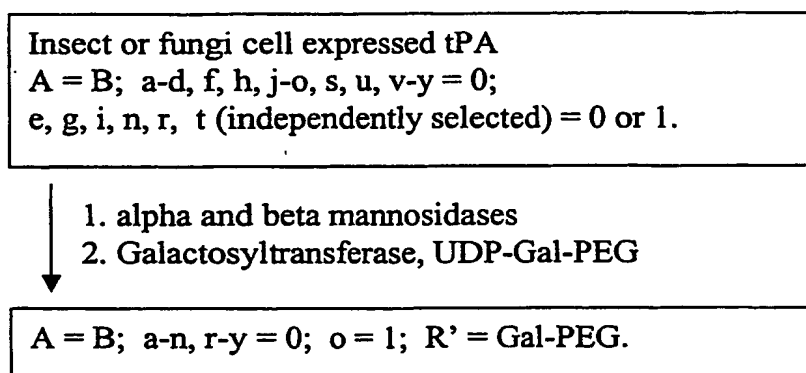 Insect or fungi cell expressed tPA
A = B; a-d, f, h, j-o, s, u, v-y = 0;
e, g, i, n, r, t (independently selected) = 0 or 1.
1. alpha and beta mannosidases
2. Galactosyltransferase, UDP-Gal-PEG
A = B; a-n, r-y = 0; o = 1; R' = Gal-PEG.